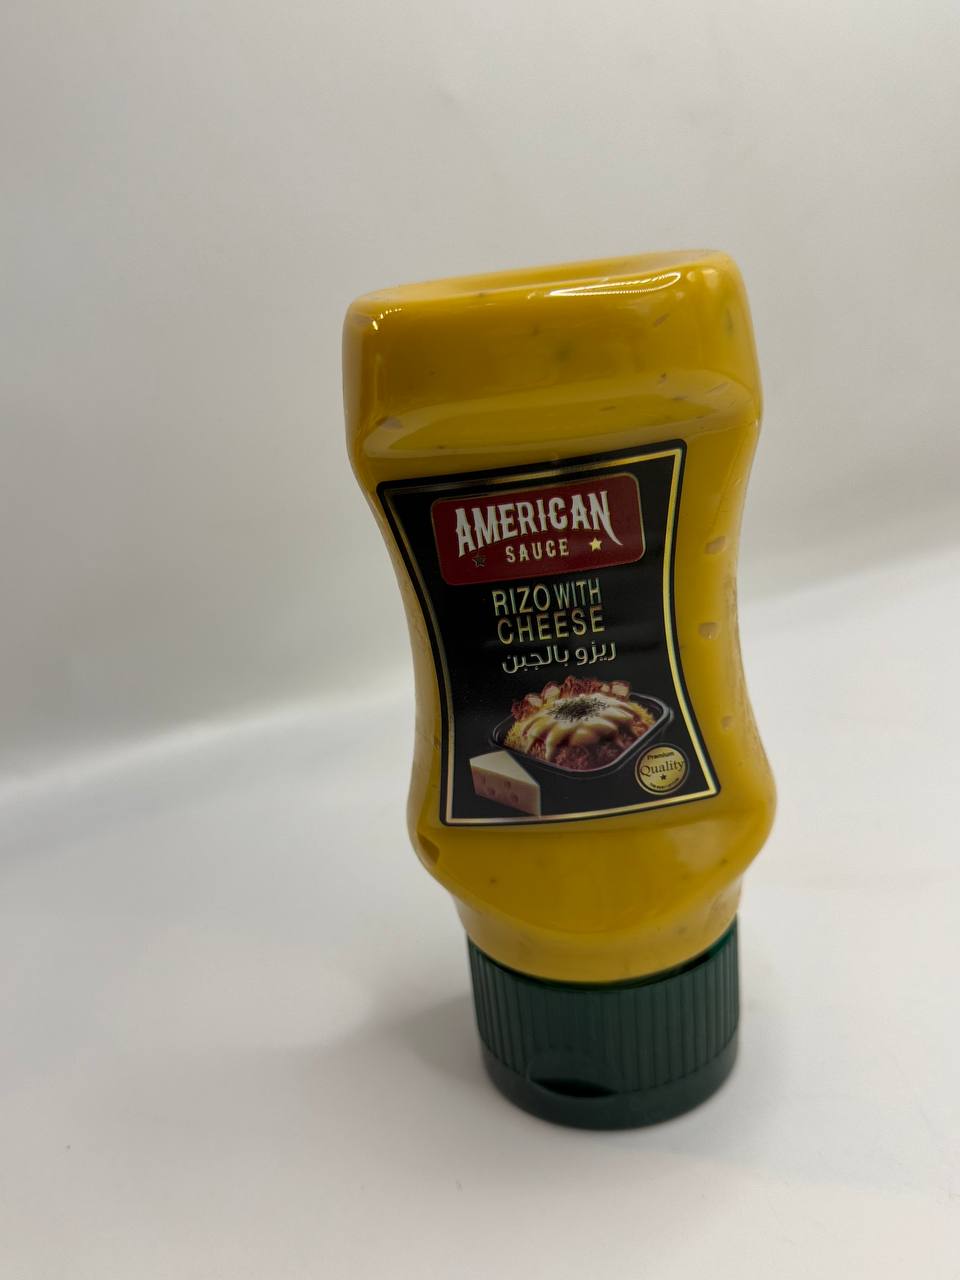 AMERICAN
SAUCE
RIZO WITH
CHEESE
ريزو بالجبن
Premium
Quality